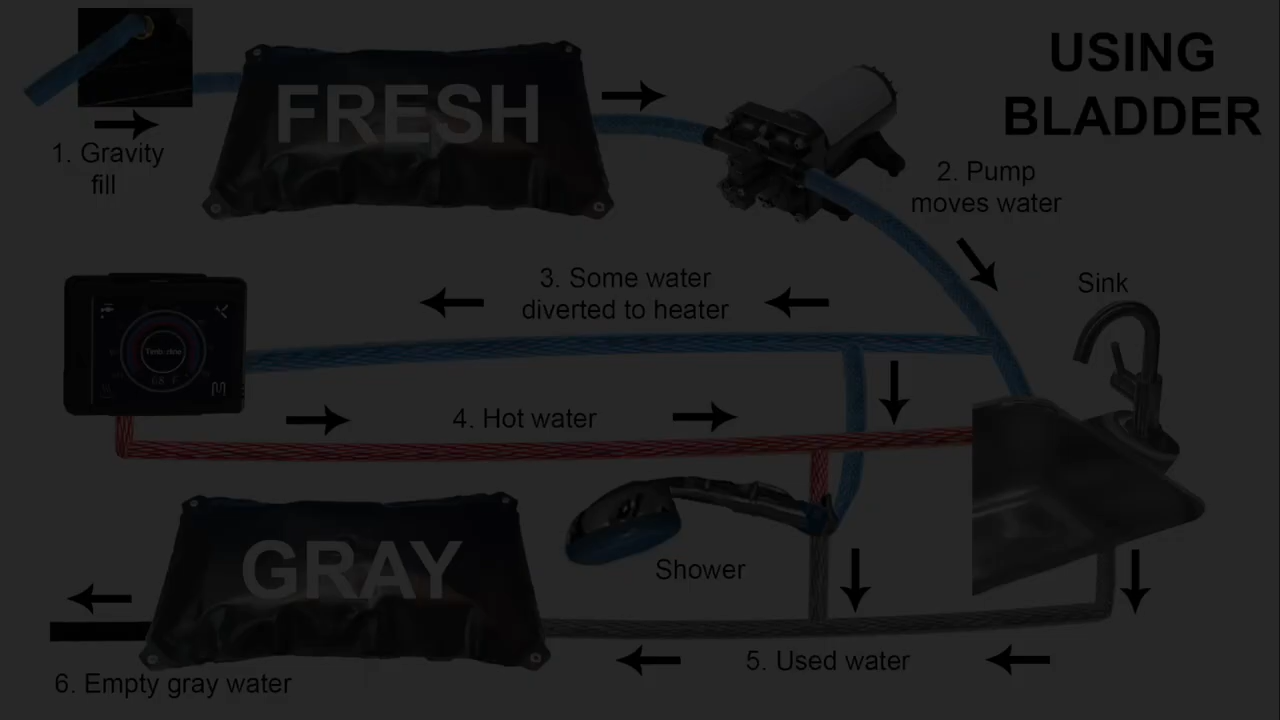 USING
BLADDER
FRESH
1. Gravity
fill
2. Pump
moves water
3. Some water
diverted to heater
Sink
68 F
4. Hot water
GRAY
Shower
5. Used water
6. Empty gray water